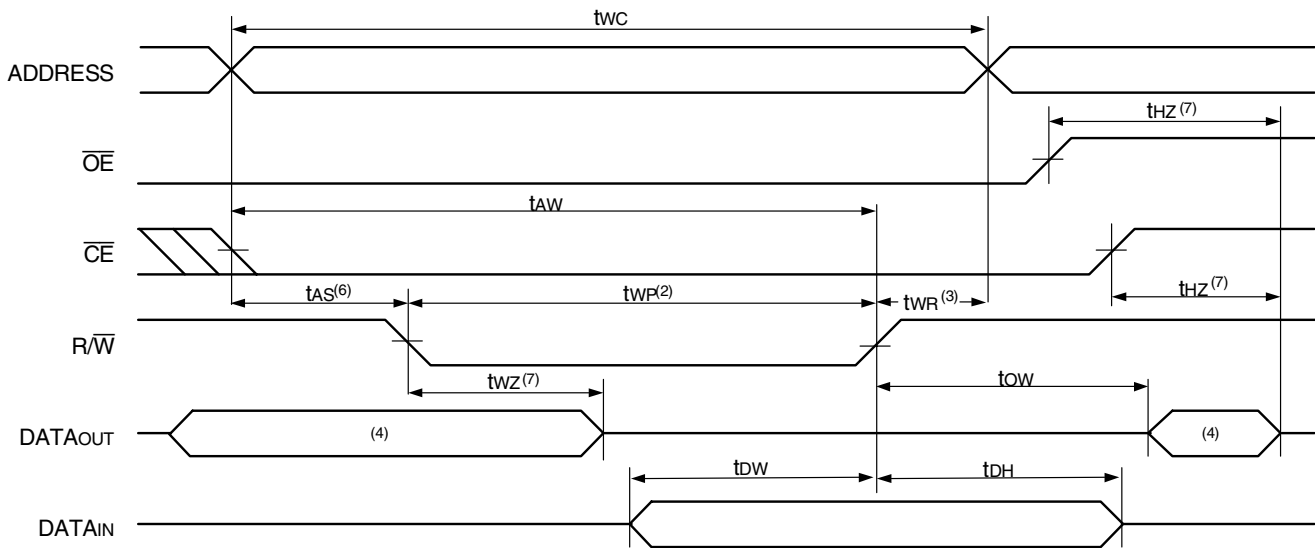 tWC
ADDRESS
tHZ(7)
OE
tAW
CE
tAS(6)
tWP(2)
tWR(3)
tHZ(7)
R/W
tWZ(7)
tOW
DATAOUT
(4)
(4)
tDW
tDH
DATAIN